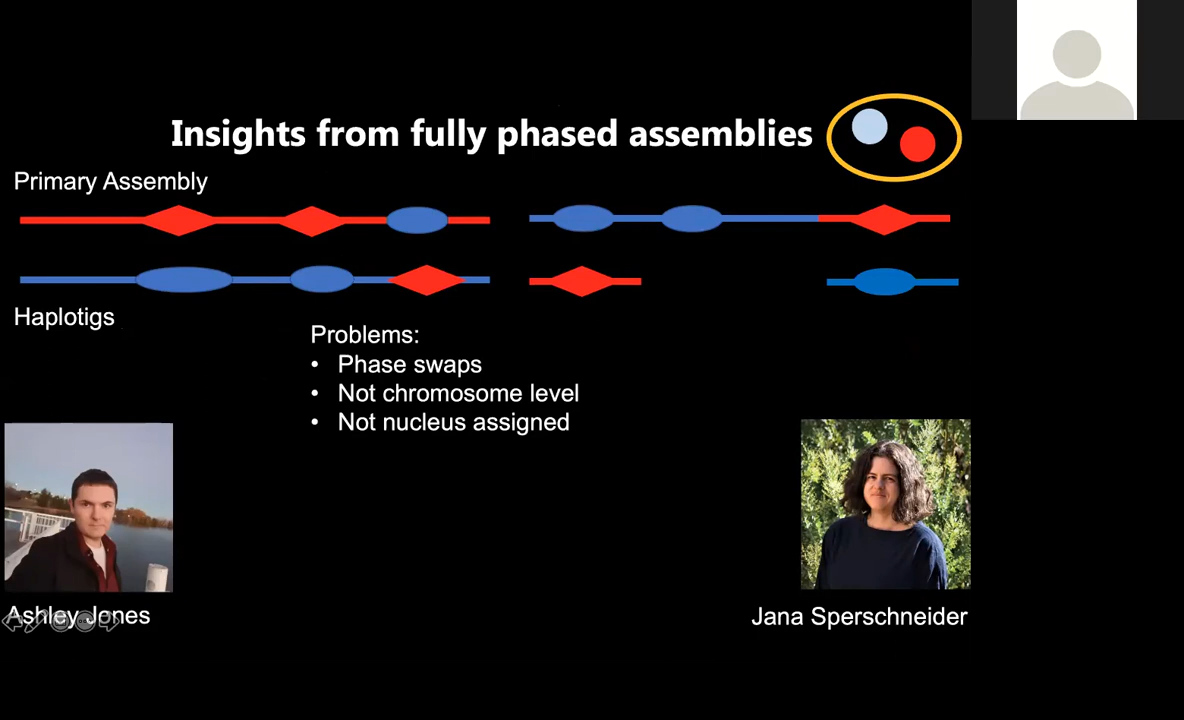 Insights from fully phased assemblies
Primary Assembly
Haplotigs
Problems:
• Phase swaps
• Not chromosome level
• Not nucleus assigned
Ashley Jones
Jana Sperschneider